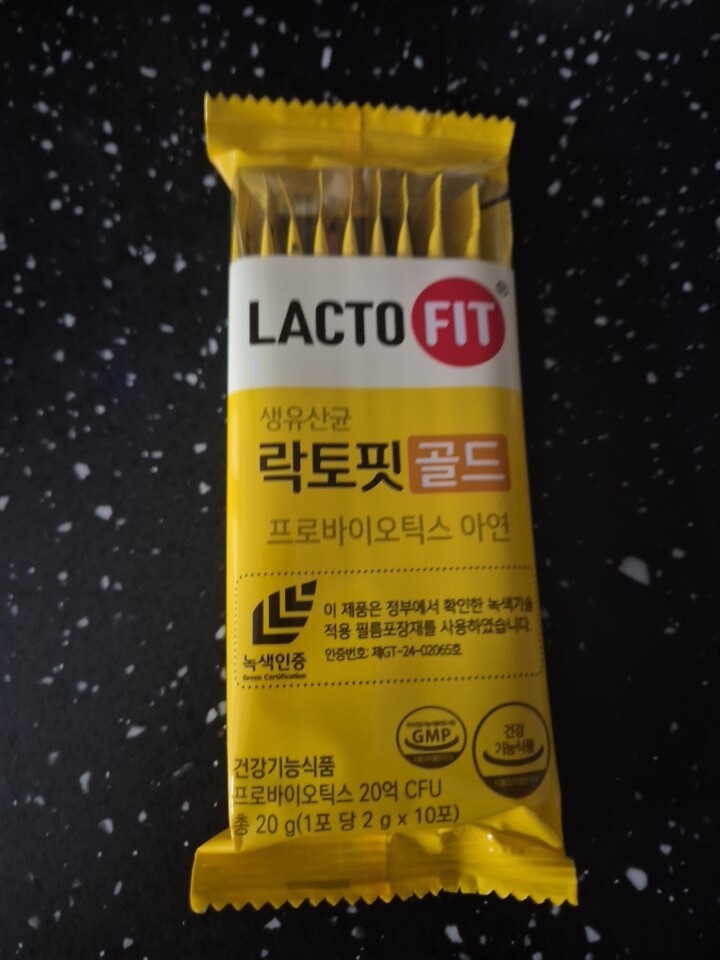 LACTO FIT
생유산균
락토핏 골드
프로바이오틱스 아연
이 제품은 정부에서 확인한 녹색기술
적용 필름포장재를 사용하였습니다.
인증번호: 제GT-24-02065호
녹색인증
Green Certification
GMP
건강
기능식품
건강기능식품
프로바이오틱스 20억 CFU
총 20 g(1포 당 2 g x 10포)